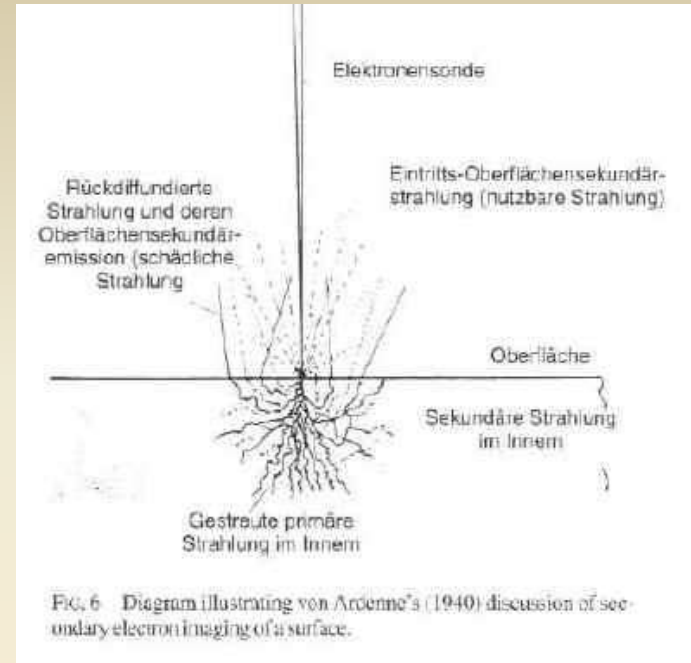 Elektronensonde
Rückdiffundierte
Strahlung und deren
Oberflächensekundär-
emission (schädliche
Strahlung
Eintritts-Oberflächensekundär-
strahlung (nutzbare Strahlung)
Oberfläche
Sekundäre Strahlung
im Innern
Gestreute primäre
Strahlung im Innern
FIG. 6 Diagram illustrating von Ardenne's (1940) discussion of sec-
ondary electron imaging of a surface.